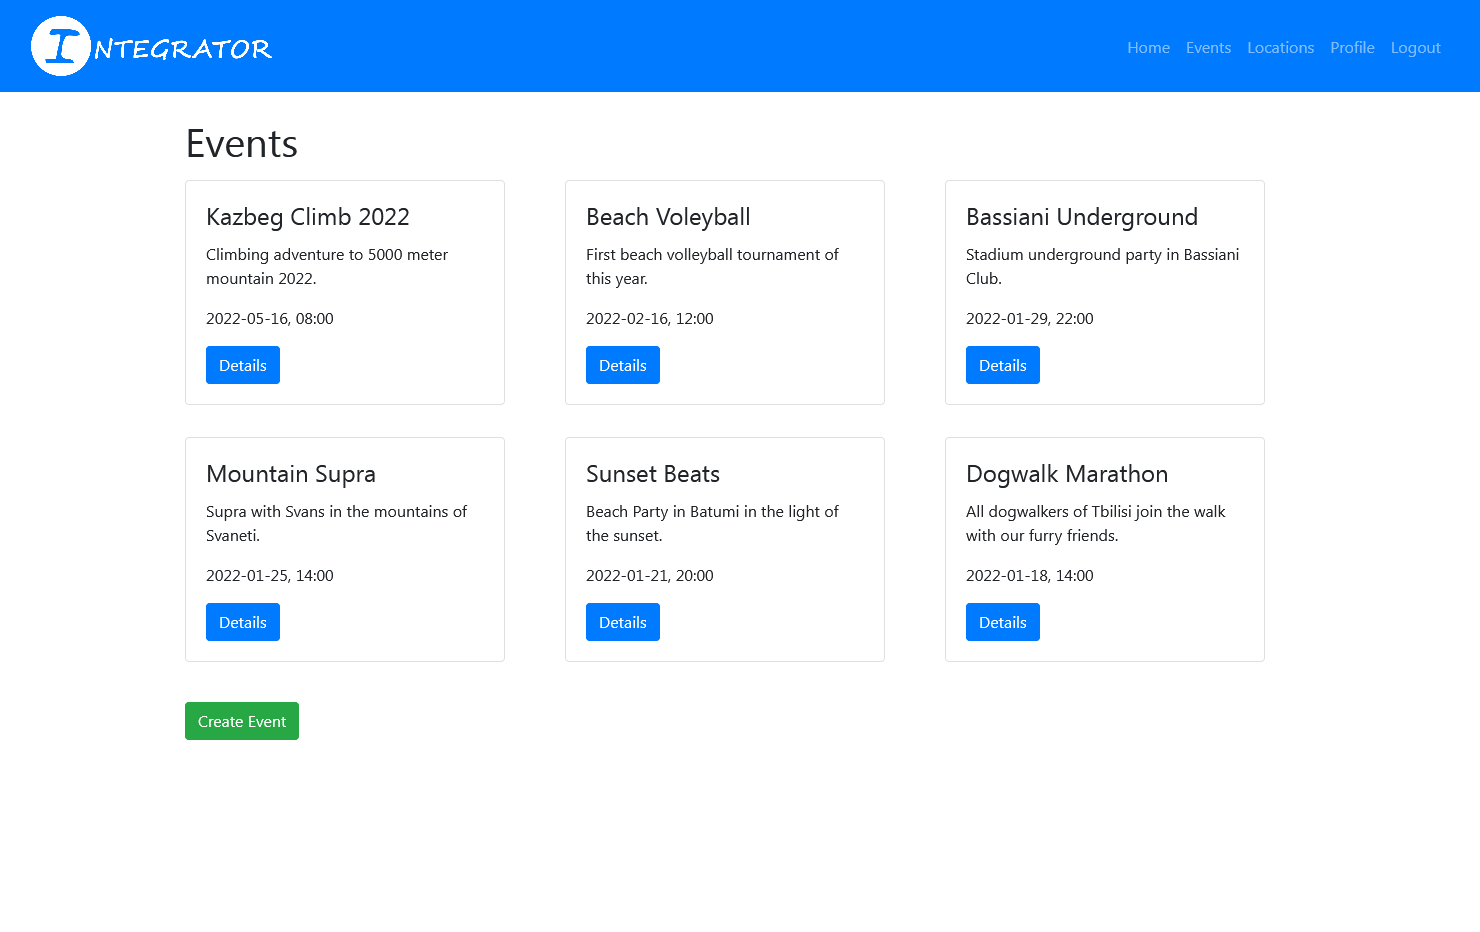 INTEGRATOR
Home Events Locations Profile Logout
Events
Kazbeg Climb 2022
Climbing adventure to 5000 meter
mountain 2022.
2022-05-16, 08:00
Details
Beach Voleyball
First beach volleyball tournament of
this year.
2022-02-16, 12:00
Details
Bassiani Underground
Stadium underground party in Bassiani
Club.
2022-01-29, 22:00
Details
Mountain Supra
Supra with Svans in the mountains of
Svaneti.
2022-01-25, 14:00
Details
Sunset Beats
Beach Party in Batumi in the light of
the sunset.
2022-01-21, 20:00
Details
Dogwalk Marathon
All dogwalkers of Tbilisi join the walk
with our furry friends.
2022-01-18, 14:00
Details
Create Event